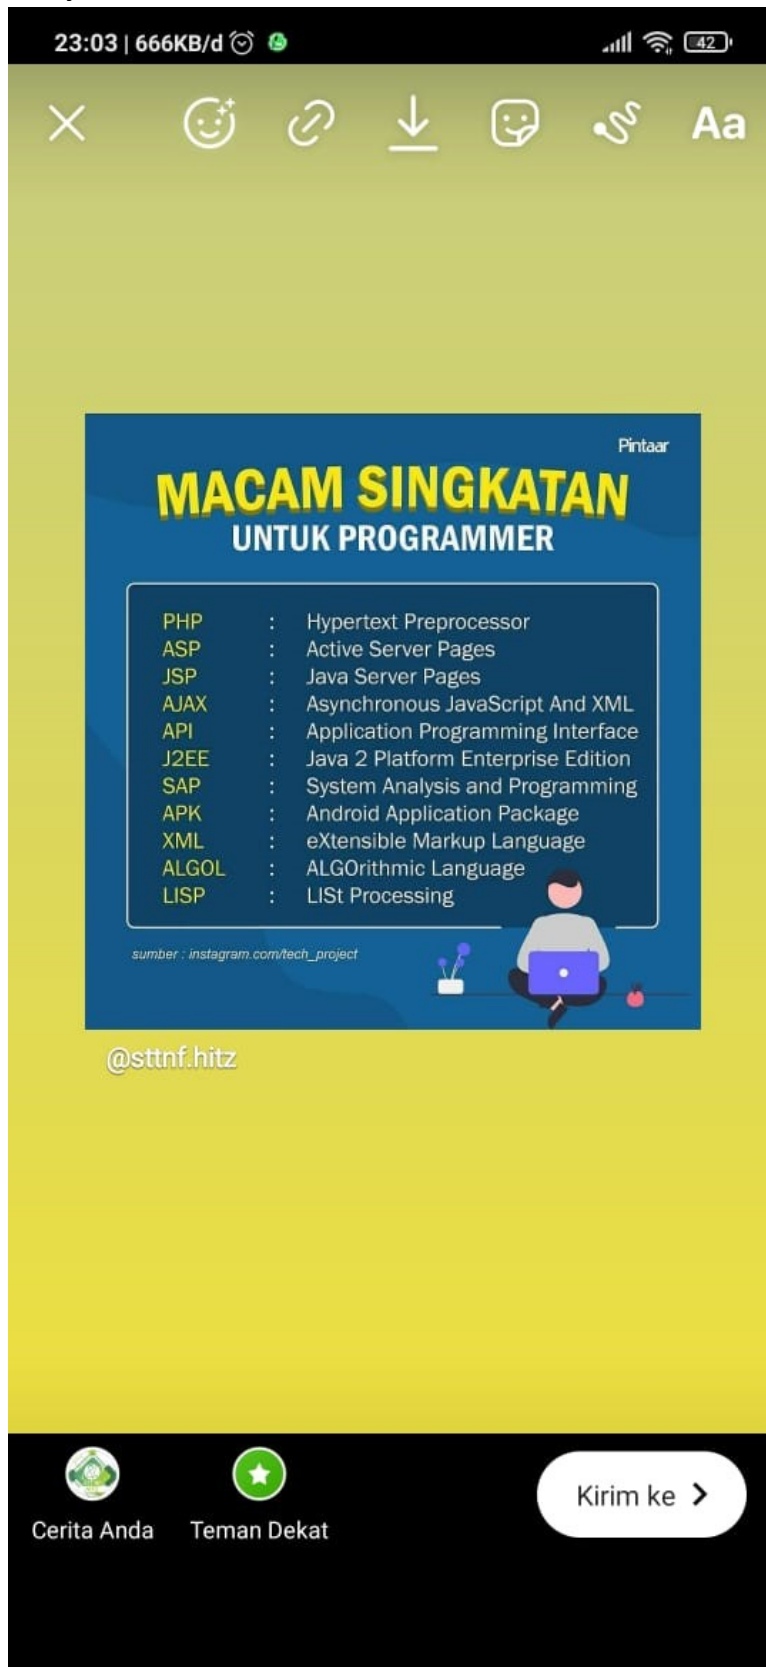 23:03 | 666KB/d
42
Aa
Pintaar
MACAM SINGKATAN
UNTUK PROGRAMMER
PHP : Hypertext Preprocessor
ASP : Active Server Pages
JSP : Java Server Pages
AJAX : Asynchronous JavaScript And XML
API : Application Programming Interface
J2EE : Java 2 Platform Enterprise Edition
SAP : System Analysis and Programming
APK : Android Application Package
XML : eXtensible Markup Language
ALGOL : ALGOrithmic Language
LISP : LISt Processing
sumber : instagram.com/tech_project
@sttnf.hitz
Cerita Anda
Teman Dekat
Kirim ke